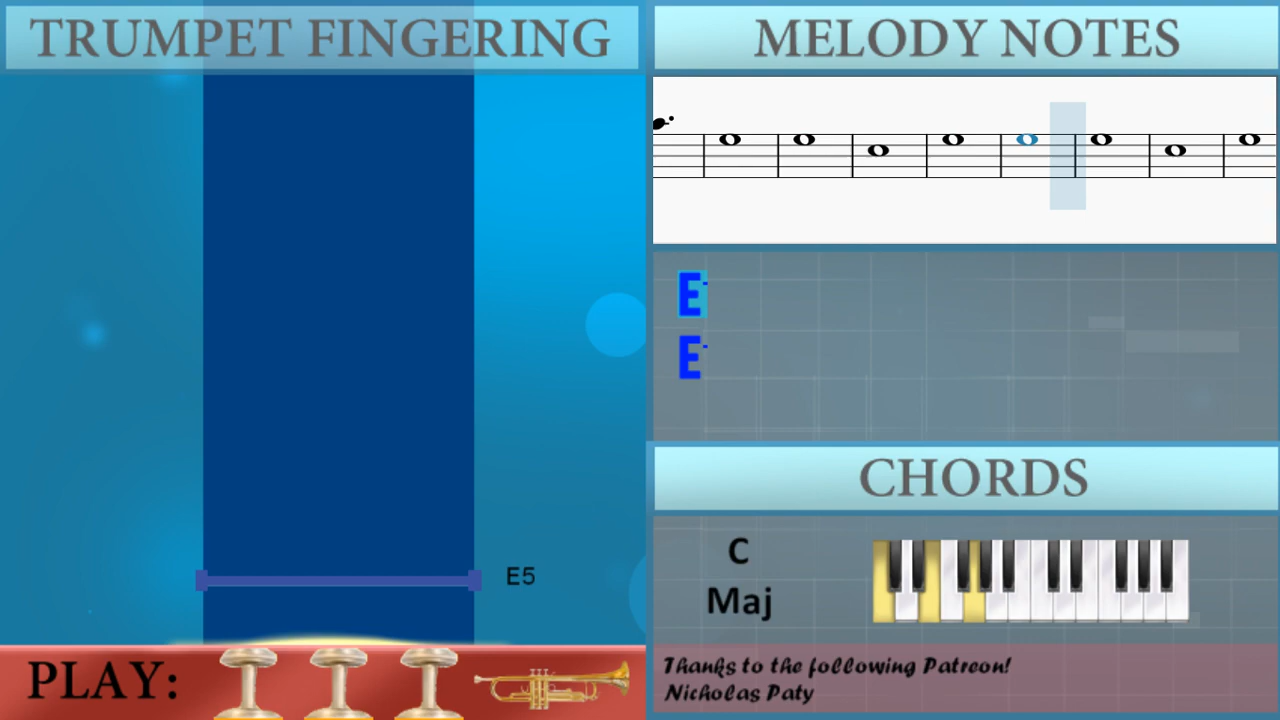 TRUMPET FINGERING
MELODY NOTES
E
E
E5
CHORDS
C
Maj
PLAY:
Thanks to the following Patreon!
Nicholas Paty